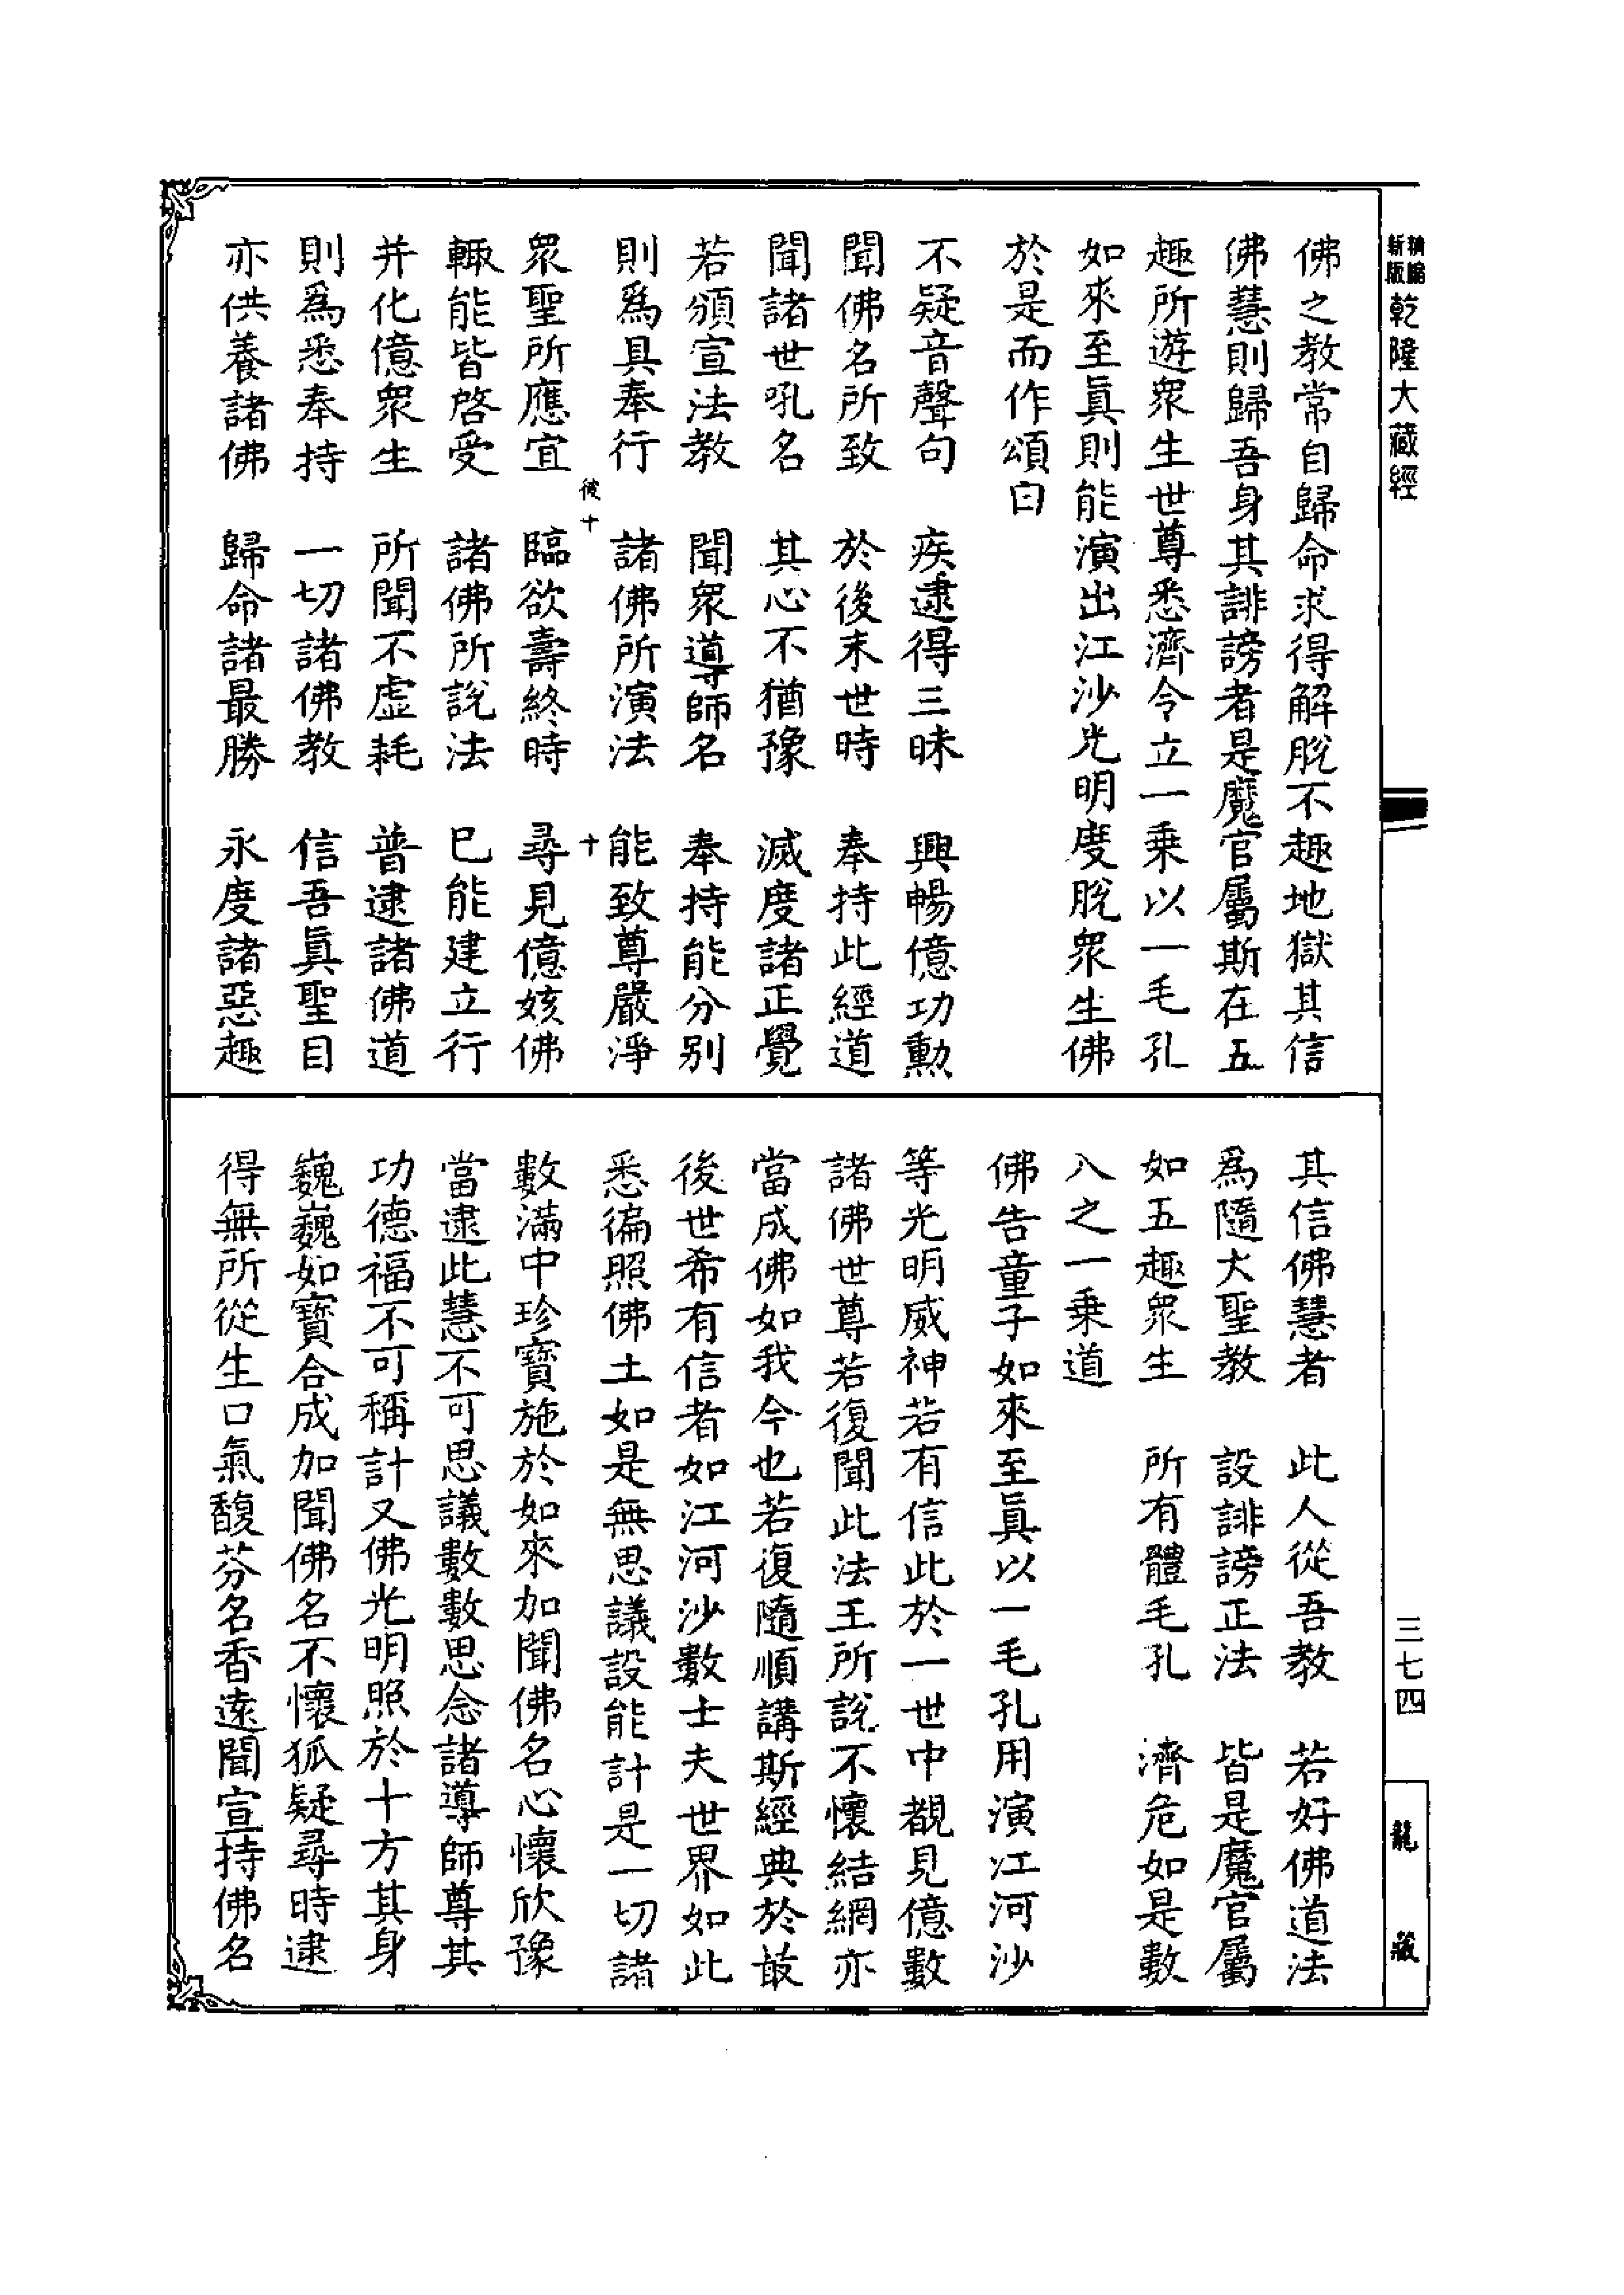 新版
精縮
乾隆大藏經
三七四
龍藏
佛之教常自歸命求得解脫不趣地獄其信
佛慧則歸吾身其誹謗者是魔官屬斯在五
趣所遊眾生世尊悉濟令立一乘以一毛孔
如來至眞則能演出江沙光明度脫眾生佛
於是而作頌曰
不疑音聲句 疾逮得三昧 興暢億功勳
聞佛名所致 於後末世時 奉持此經道
聞諸世吼名 其心不猶豫 滅度諸正覺
若頒宣法教 聞眾導師名 奉持能分別
則爲具奉行 諸佛所演法 能致尊嚴淨
彼十 十
眾聖所應宜 臨欲壽終時 尋見億姟佛
輙能皆啓受 諸佛所說法 巳能建立行
并化億眾生 所聞不虛耗 普逮諸佛道
則爲悉奉持 一切諸佛教 信吾眞聖目
亦供養諸佛 歸命諸最勝 永度諸惡趣
其信佛慧者 此人從吾教 若好佛道法
爲隨大聖教 設誹謗正法 皆是魔官屬
如五趣眾生 所有體毛孔 濟危如是數
八之一乘道
佛告童子如來至眞以一毛孔用演江河沙
等光明威神若有信此於一世中覩見億數
諸佛世尊若復聞此法王所說不懷結網亦
當成佛如我今也若復隨順講斯經典於㝡
後世希有信者如江河沙數士夫世界如此
悉徧照佛土如是無思議設能計是一切諸
數滿中珍寶施於如來加聞佛名心懷欣豫
當逮此慧不可思議數數思念諸導師尊其
功德福不可稱計又佛光明照於十方其身
巍巍如寶合成加聞佛名不懷狐疑尋時逮
得無所從生口氣馥芬名香遠聞宣持佛名